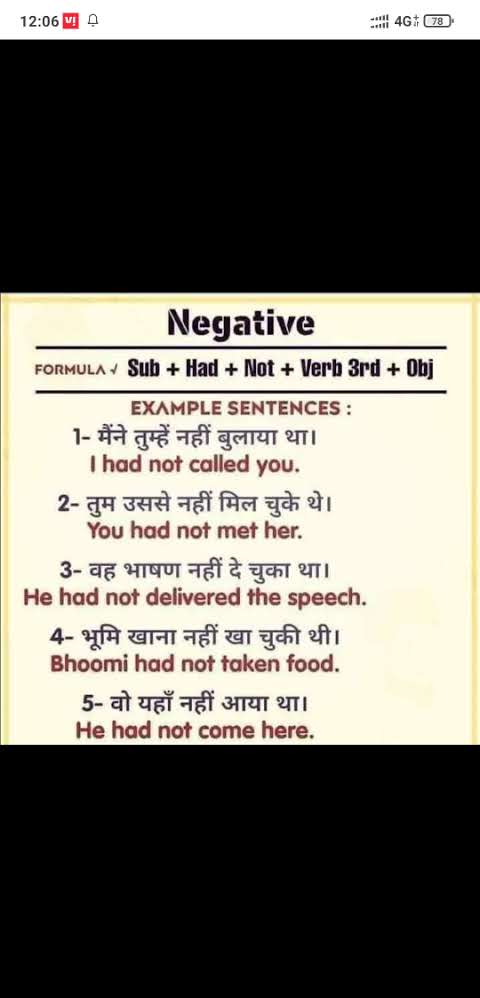 12:06 VI 4G+ 78
Negative
FORMULA √ Sub + Had + Not + Verb 3rd + Obj
EXAMPLE SENTENCES :
1- मैंने तुम्हें नहीं बुलाया था।
I had not called you.
2- तुम उससे नहीं मिल चुके थे।
You had not met her.
3- वह भाषण नहीं दे चुका था।
He had not delivered the speech.
4- भूमि खाना नहीं खा चुकी थी।
Bhoomi had not taken food.
5- वो यहाँ नहीं आया था।
He had not come here.